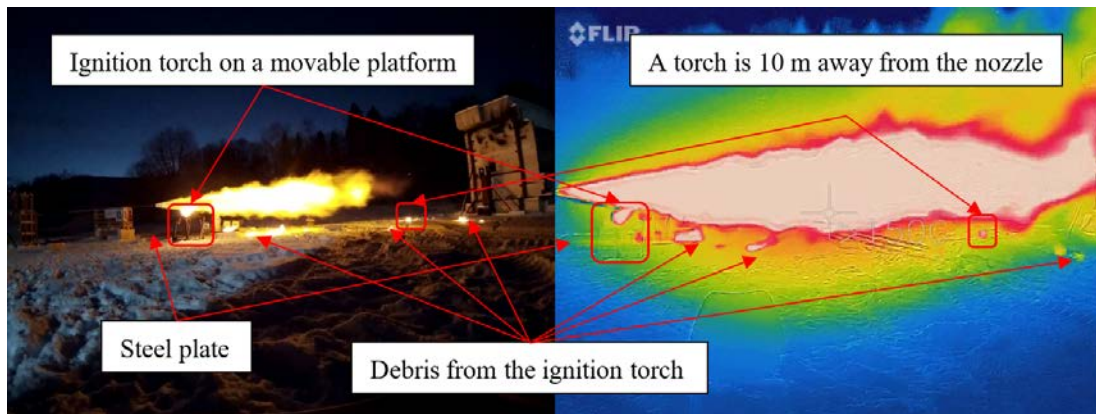 Ignition torch on a movable platform
FLIR
A torch is 10 m away from the nozzle
Steel plate
Debris from the ignition torch